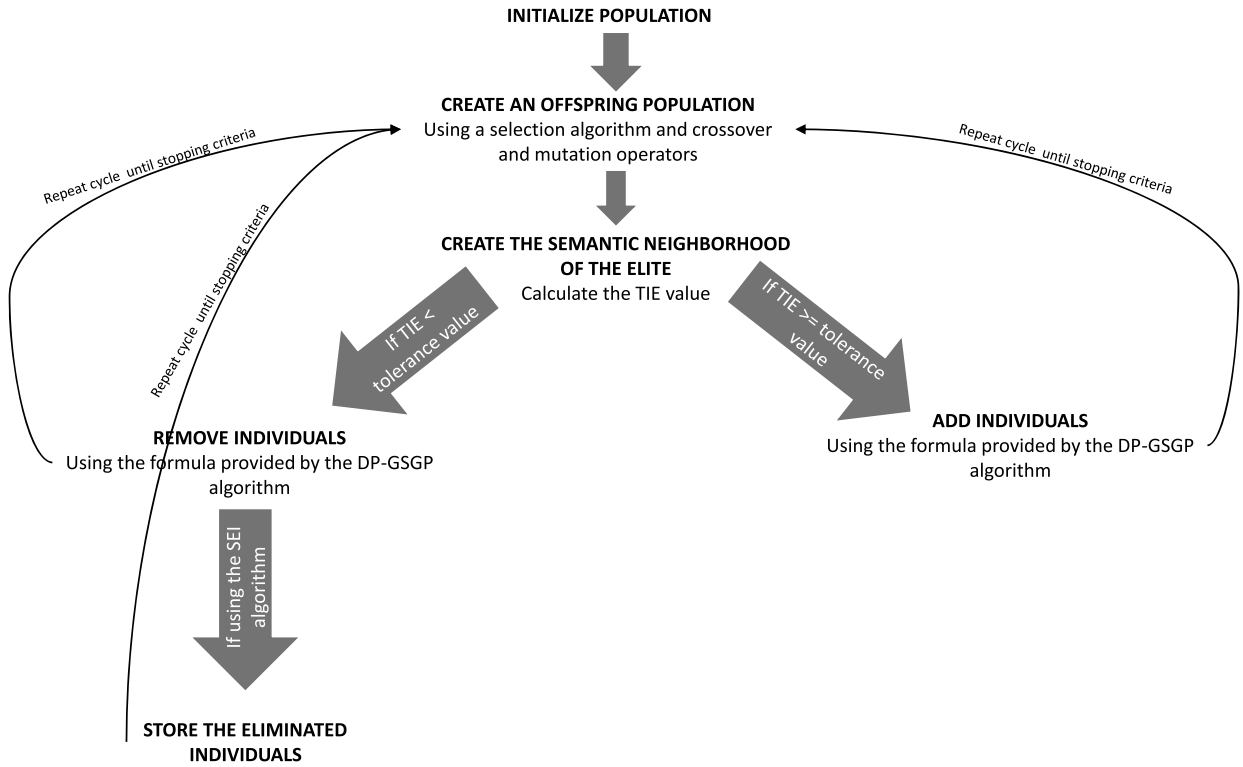 INITIALIZE POPULATION
CREATE AN OFFSPRING POPULATION
Using a selection algorithm and crossover
and mutation operators
Repeat cycle until stopping criteria
Repeat cycle until stopping criteria
Repeat cycle until stopping criteria
CREATE THE SEMANTIC NEIGHBORHOOD
OF THE ELITE
Calculate the TIE value
If TIE <
tolerance value
If TIE >= tolerance
value
REMOVE INDIVIDUALS
Using the formula provided by the DP-GSGP
algorithm
ADD INDIVIDUALS
Using the formula provided by the DP-GSGP
algorithm
If using the SEI
algorithm
STORE THE ELIMINATED
INDIVIDUALS